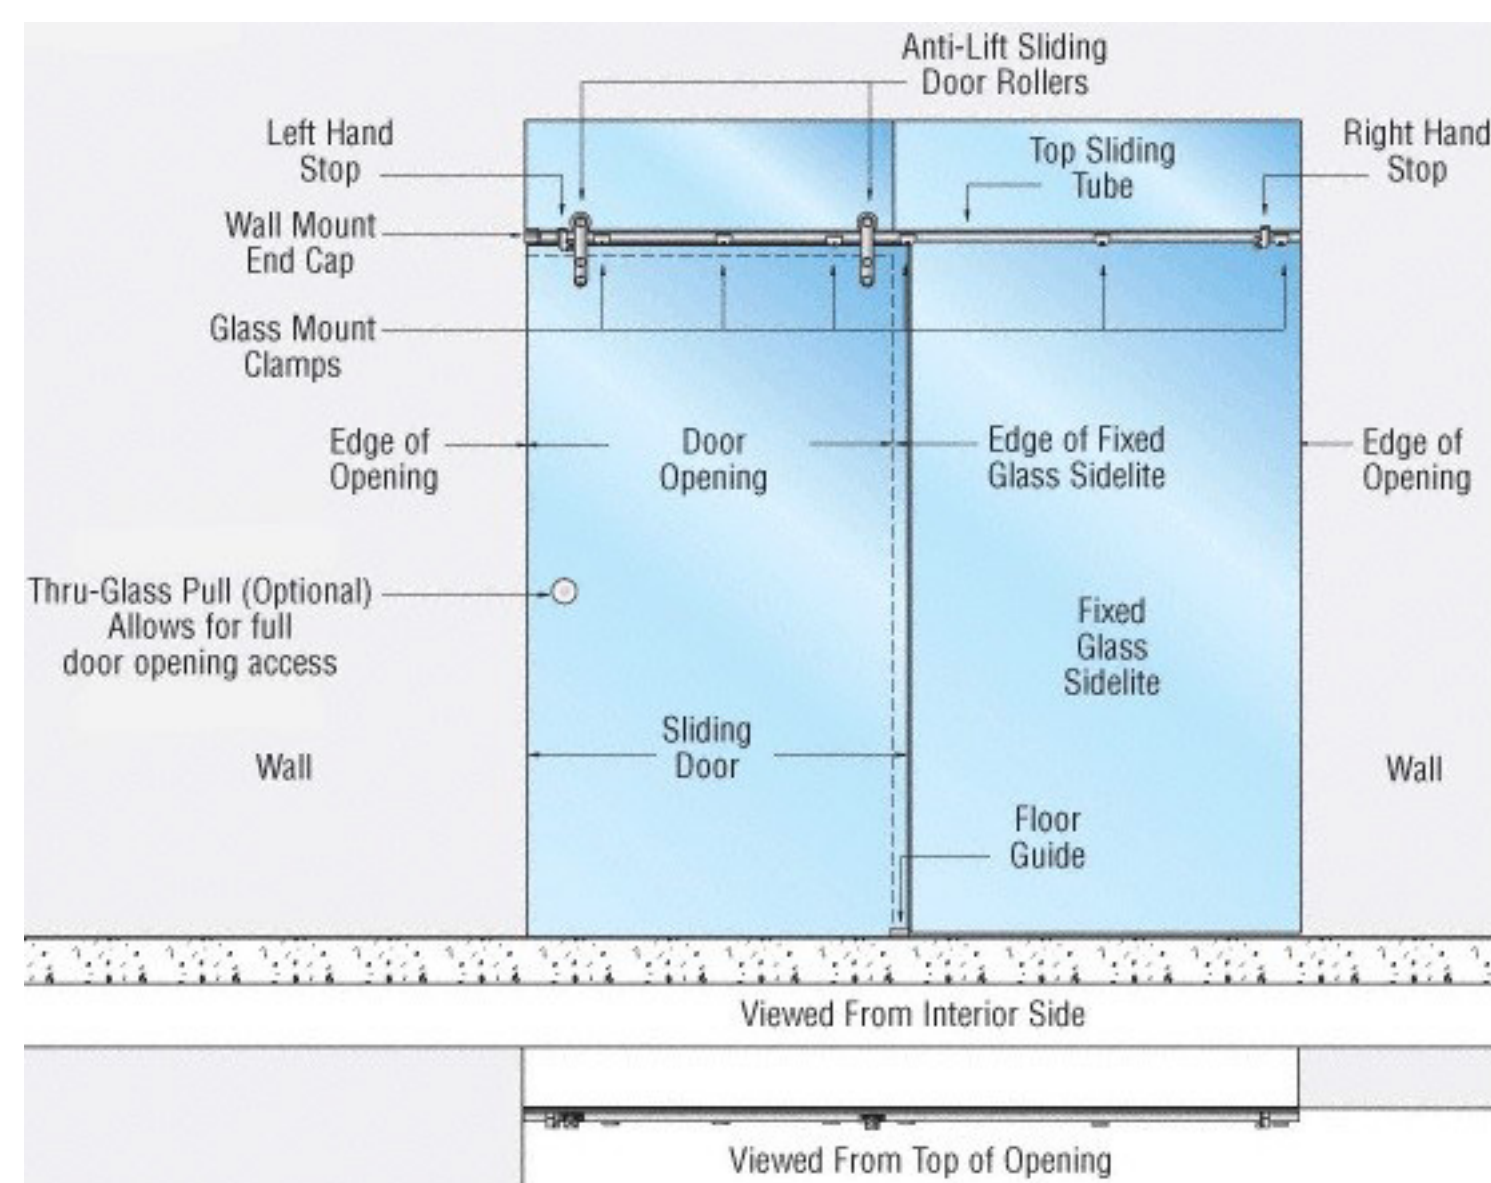 Anti-Lift Sliding
Door Rollers
Left Hand
Stop
Top Sliding
Tube
Right Hand
Stop
Wall Mount
End Cap
Glass Mount
Clamps
Edge of
Opening
Door
Opening
Edge of Fixed
Glass Sidelite
Edge of
Opening
Thru-Glass Pull (Optional)
Allows for full
door opening access
Fixed
Glass
Sidelite
Sliding
Door
Wall
Wall
Floor
Guide
Viewed From Interior Side
Viewed From Top of Opening